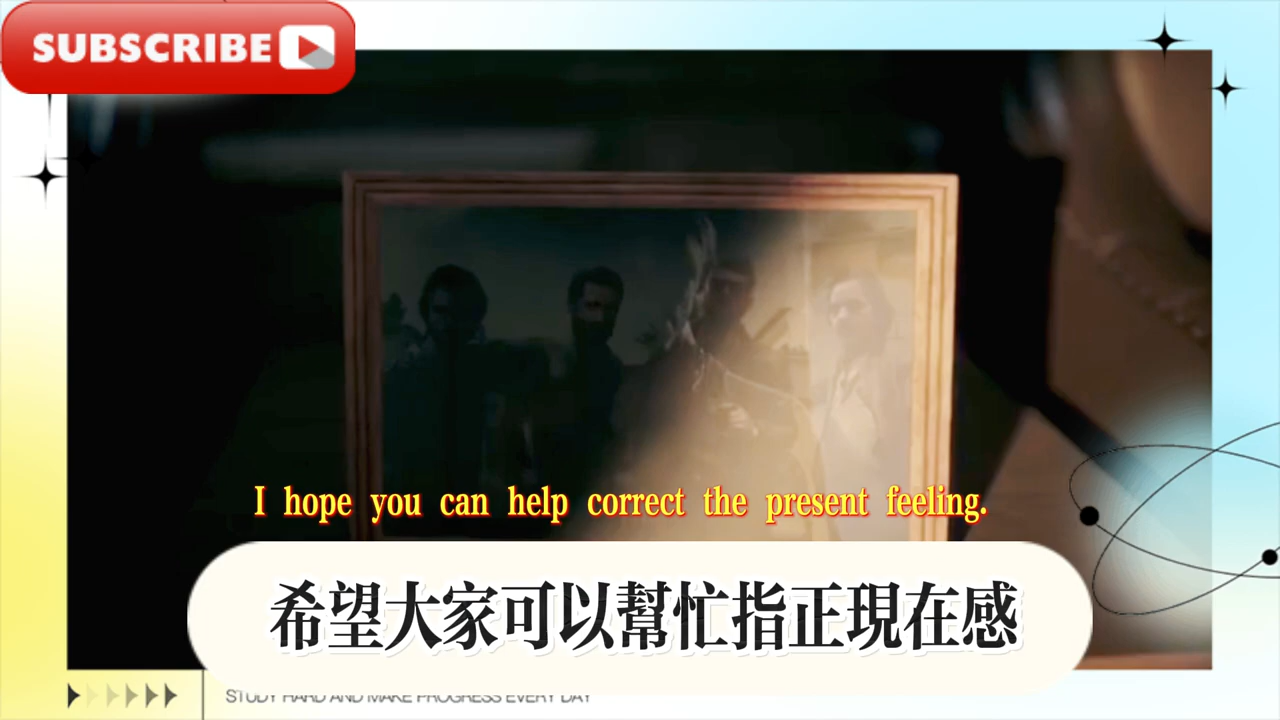 SUBSCRIBE
I hope you can help correct the present feeling.
希望大家可以幫忙指正現在感
STUDY HARD AND MAKE PROGRESS EVERY DAY